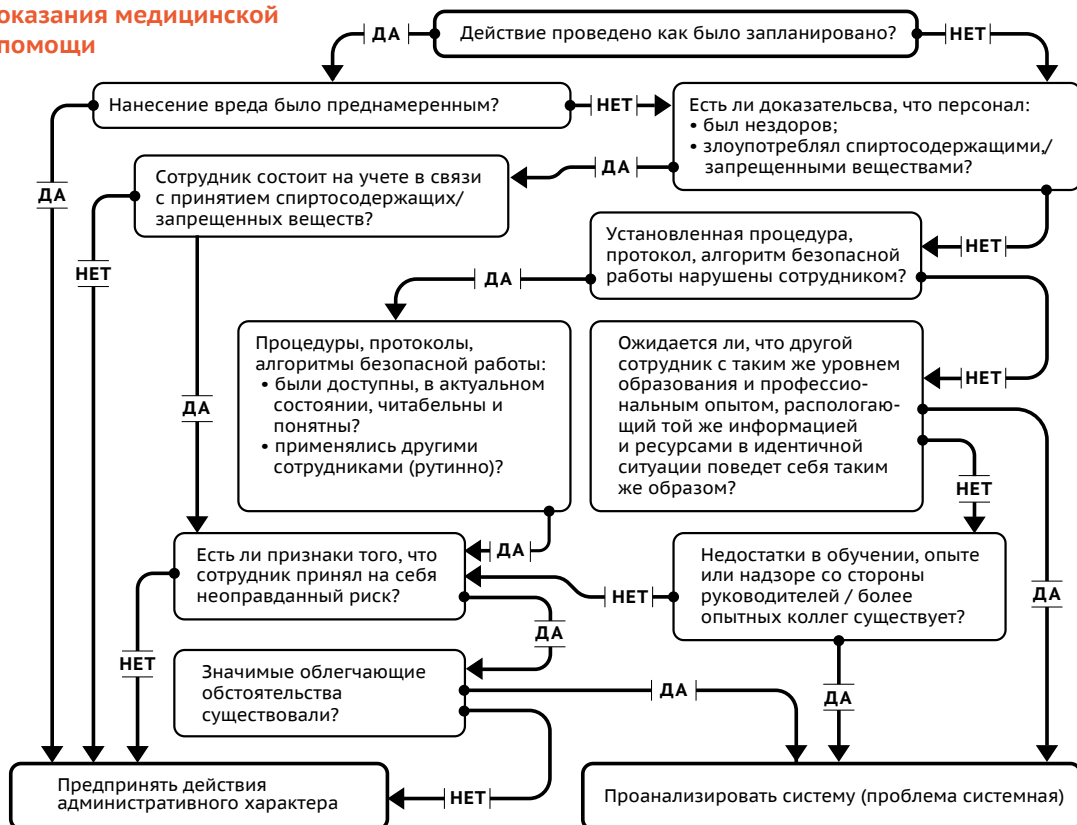 оказания медицинской
помощи
Действие проведено как было запланировано?
ДА
НЕТ
Нанесение вреда было преднамеренным?
НЕТ
Есть ли доказательсва, что персонал:
• был нездоров;
• злоупотреблял спиртосодержащими,/
запрещенными веществами?
ДА
ДА
Сотрудник состоит на учете в связи
с принятием спиртосодержащих/
запрещенных веществ?
НЕТ
Установленная процедура,
протокол, алгоритм безопасной
работы нарушены сотрудником?
НЕТ
ДА
Процедуры, протоколы,
алгоритмы безопасной работы:
• были доступны, в актуальном
состоянии, читабельны и
понятны?
• применялись другими
сотрудниками (рутинно)?
ДА
Ожидается ли, что другой
сотрудник с таким же уровнем
образования и профессио-
нальным опытом, распологаю-
щий той же информацией
и ресурсами в идентичной
ситуации поведет себя таким
же образом?
НЕТ
НЕТ
ДА
Есть ли признаки того, что
сотрудник принял на себя
неоправданный риск?
НЕТ
Недостатки в обучении, опыте
или надзоре со стороны
руководителей / более
опытных коллег существует?
ДА
ДА
НЕТ
Значимые облегчающие
обстоятельства
существовали?
ДА
ДА
Предпринять действия
административного характера
НЕТ
Проанализировать систему (проблема системная)